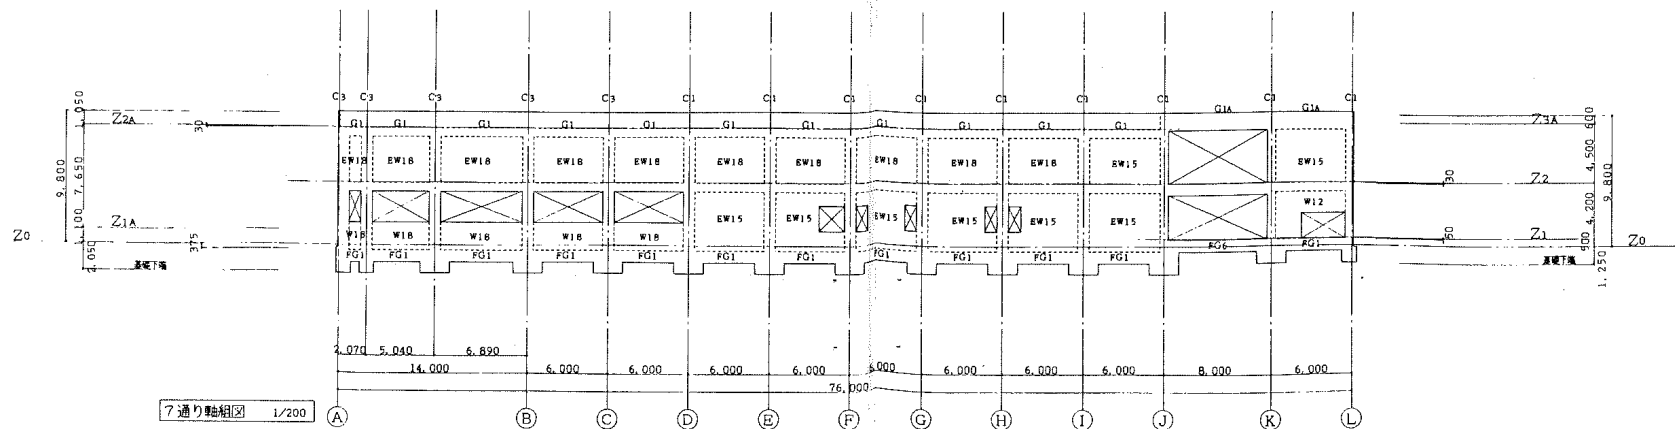 C3 C3 C3 C3 C3 C1 C1 C1 C1 C1 C1 C1 C1 C1
G1A G1A
G1 G1 G1 G1 G1 G1 G1 G1 G1 G1 G1
EW18 EW18 EW18 EW18 EW18 EW18 EW18 EW18 EW18 EW18 EW15 EW15
W12
EW15 EW15 EW15 EW15 EW15 EW15
W18 W18 W18 W18 W18
FG6 FG1
FG1 FG1 FG1 FG1 FG1 FG1 FG1 FG1 FG1 FG1 FG1
Z2A
30
9,800
7,650
Z1A
Z0
375
2,050
基礎下端
Z3A
600
4,500
30
Z2
9,800
4,200
50
Z1
Z0
基礎下端
1,250
2,070 5,040 6,890
14,000 6,000 6,000 6,000 6,000 6,000 6,000 6,000 6,000 8,000 6,000
76,000
7通り軸組図 1/200
A B C D E F G H I J K L